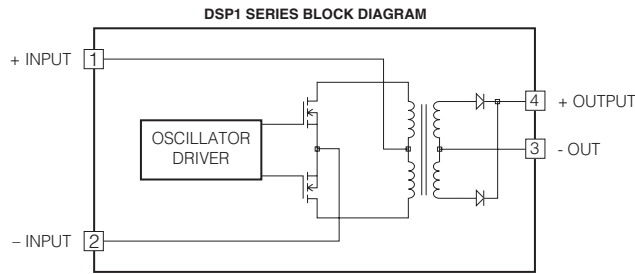 DSP1 SERIES BLOCK DIAGRAM
+ INPUT 1
4 + OUTPUT
OSCILLATOR
DRIVER
3 - OUT
– INPUT 2